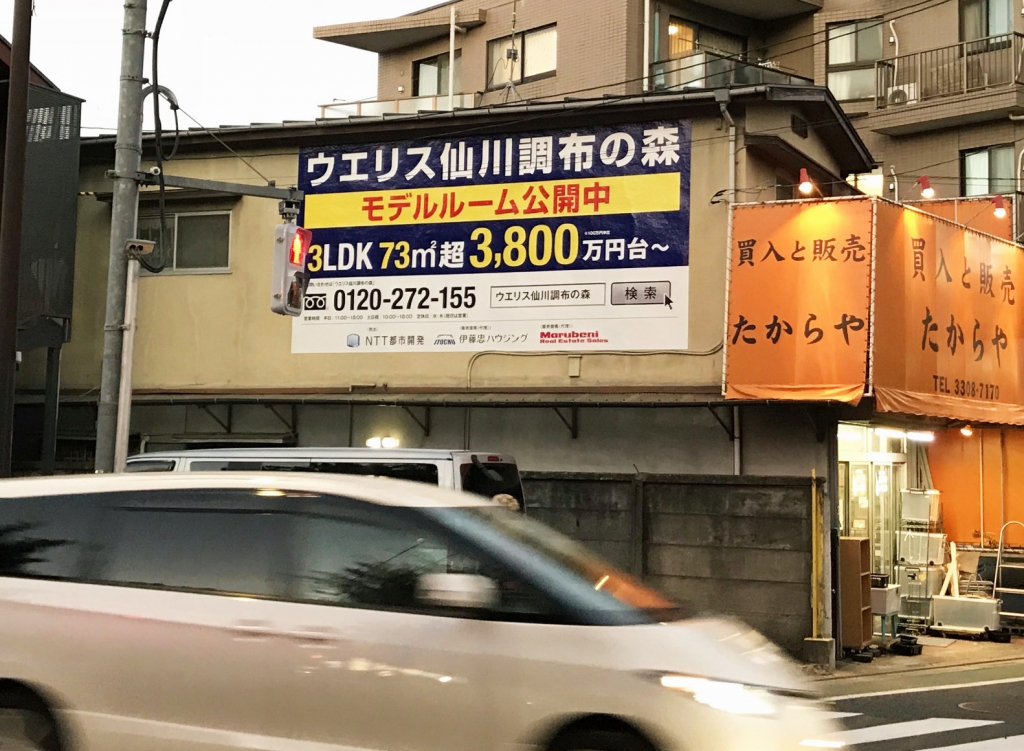 ウエリス仙川調布の森
モデルルーム公開中
3LDK 73㎡超 3,800万円台~
0120-272-155
ウエリス仙川調布の森 検索
NTT都市開発
ITOCHU 伊藤忠ハウジング
Marubeni
Real Estate Sales
買入と販売
たからや
買入と販売
たからや
TEL 3308-7170